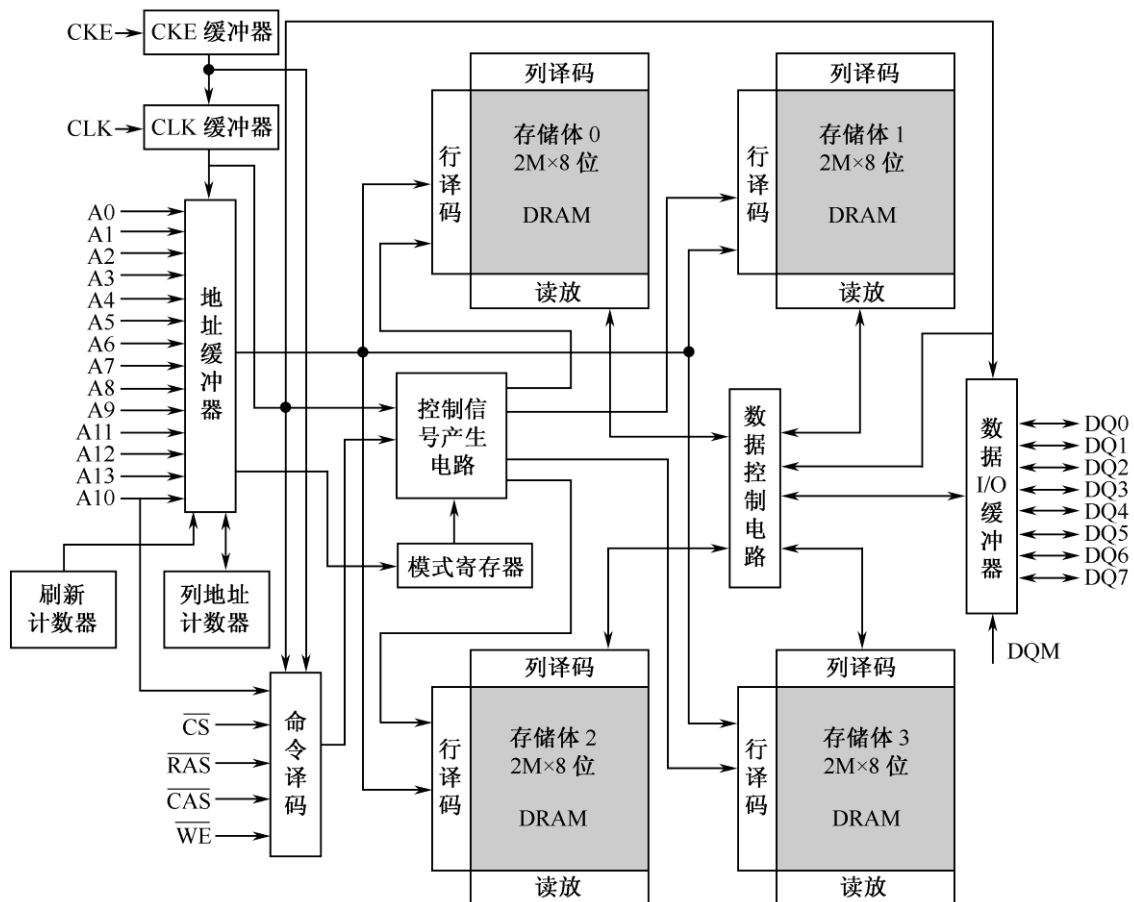 CKE
CKE 缓冲器
CLK
CLK 缓冲器
A0
A1
A2
A3
A4
A5
A6
A7
A8
A9
A11
A12
A13
A10
地址缓冲器
刷新
计数器
列地址
计数器
CS
RAS
CAS
WE
命令译码
控制信
号产生
电路
模式寄存器
列译码
行译码
存储体 0
2M×8 位
DRAM
读放
列译码
行译码
存储体 1
2M×8 位
DRAM
读放
数据控制电路
数据I/O缓冲器
DQ0
DQ1
DQ2
DQ3
DQ4
DQ5
DQ6
DQ7
DQM
列译码
行译码
存储体 2
2M×8 位
DRAM
读放
列译码
行译码
存储体 3
2M×8 位
DRAM
读放